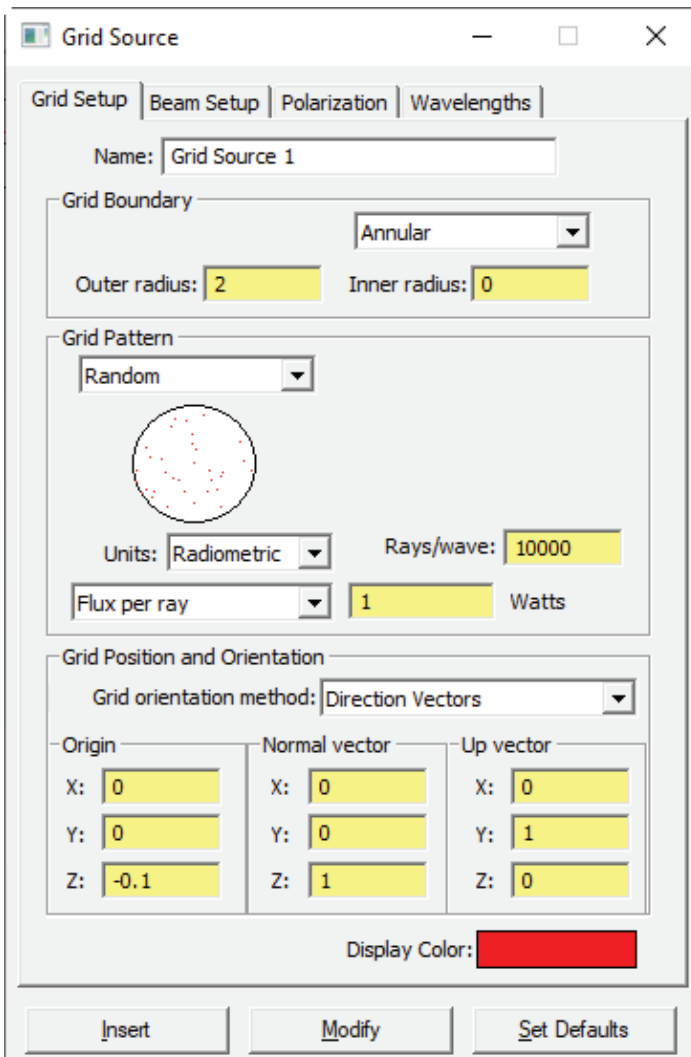 Grid Source
Grid Setup Beam Setup Polarization Wavelengths
Name: Grid Source 1
Grid Boundary
Annular
Outer radius: 2 Inner radius: 0
Grid Pattern
Random
Units: Radiometric Rays/wave: 10000
Flux per ray 1 Watts
Grid Position and Orientation
Grid orientation method: Direction Vectors
Origin Normal vector Up vector
X: 0 X: 0 X: 0
Y: 0 Y: 0 Y: 1
Z: -0.1 Z: 1 Z: 0
Display Color:
Insert Modify Set Defaults